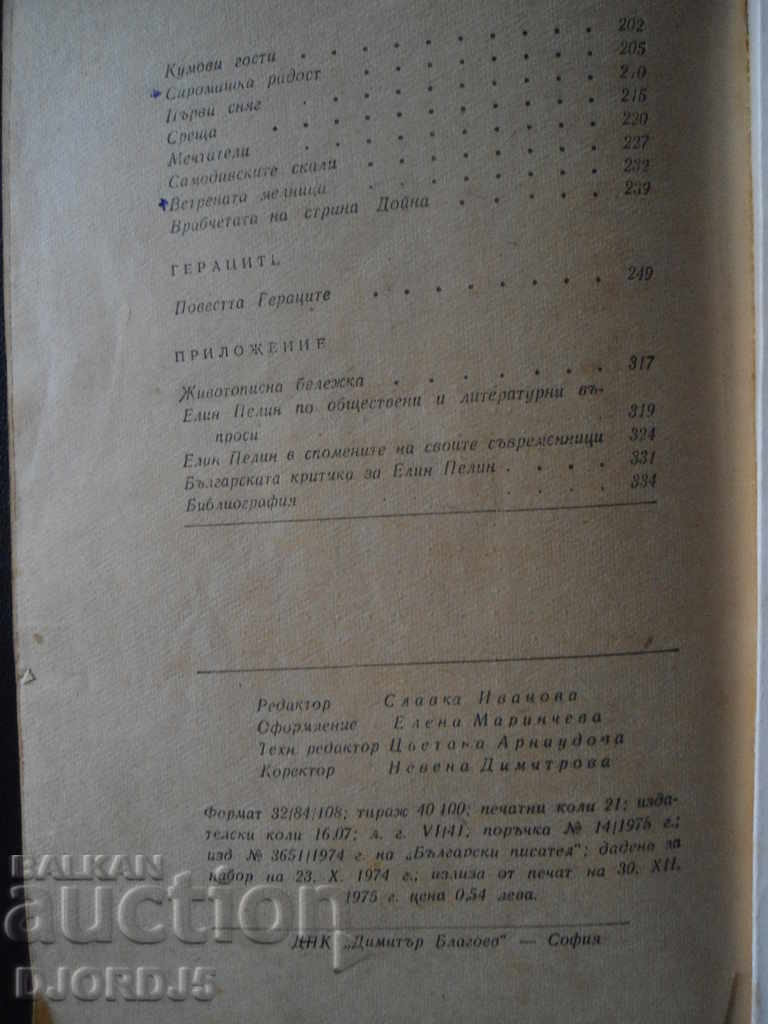 202
Кумови гости . . . . . . . . 205
Сиромашка радост . . . . . . . 210
Първи сняг . . . . . . . . 215
Среща . . . . . . . . . 220
Мечтатели . . . . . . . . 227
Самодивските скали . . . . . . . 232
Ветрената мелница . . . . . . . 239
Врабчетата на стрина Дойна . . . . .
ГЕРАЦИТЕ
Повестта Гераците . . . . . . . . 249
ПРИЛОЖЕНИЕ
Животописна бележка . . . . . . . 317
Елин Пелин по обществени и литературни въ-
проси 319
Елин Пелин в спомените на своите съвременници 324
Българската критика за Елин Пелин . . . . 331
Библиография . . . . . 334
Редактор Славка Иванова
Оформление Елена Маринчева
Техн. редактор Цветана Арнаудова
Коректор Невена Димитрова
Формат 32/84/108; тираж 40 100; печатни коли 21; изда-
телски коли 16,07; л. г. VI/41; поръчка № 14/1975 г.;
изд № 3651/1974 г. на „Български писател“; дадена за
набор на 23. X. 1974 г.; излиза от печат на 30. XII.
1975 г. цена 0,54 лева.
ДПК „Димитър Благоев“ — София
BALKAN
auction
DJORDJ5